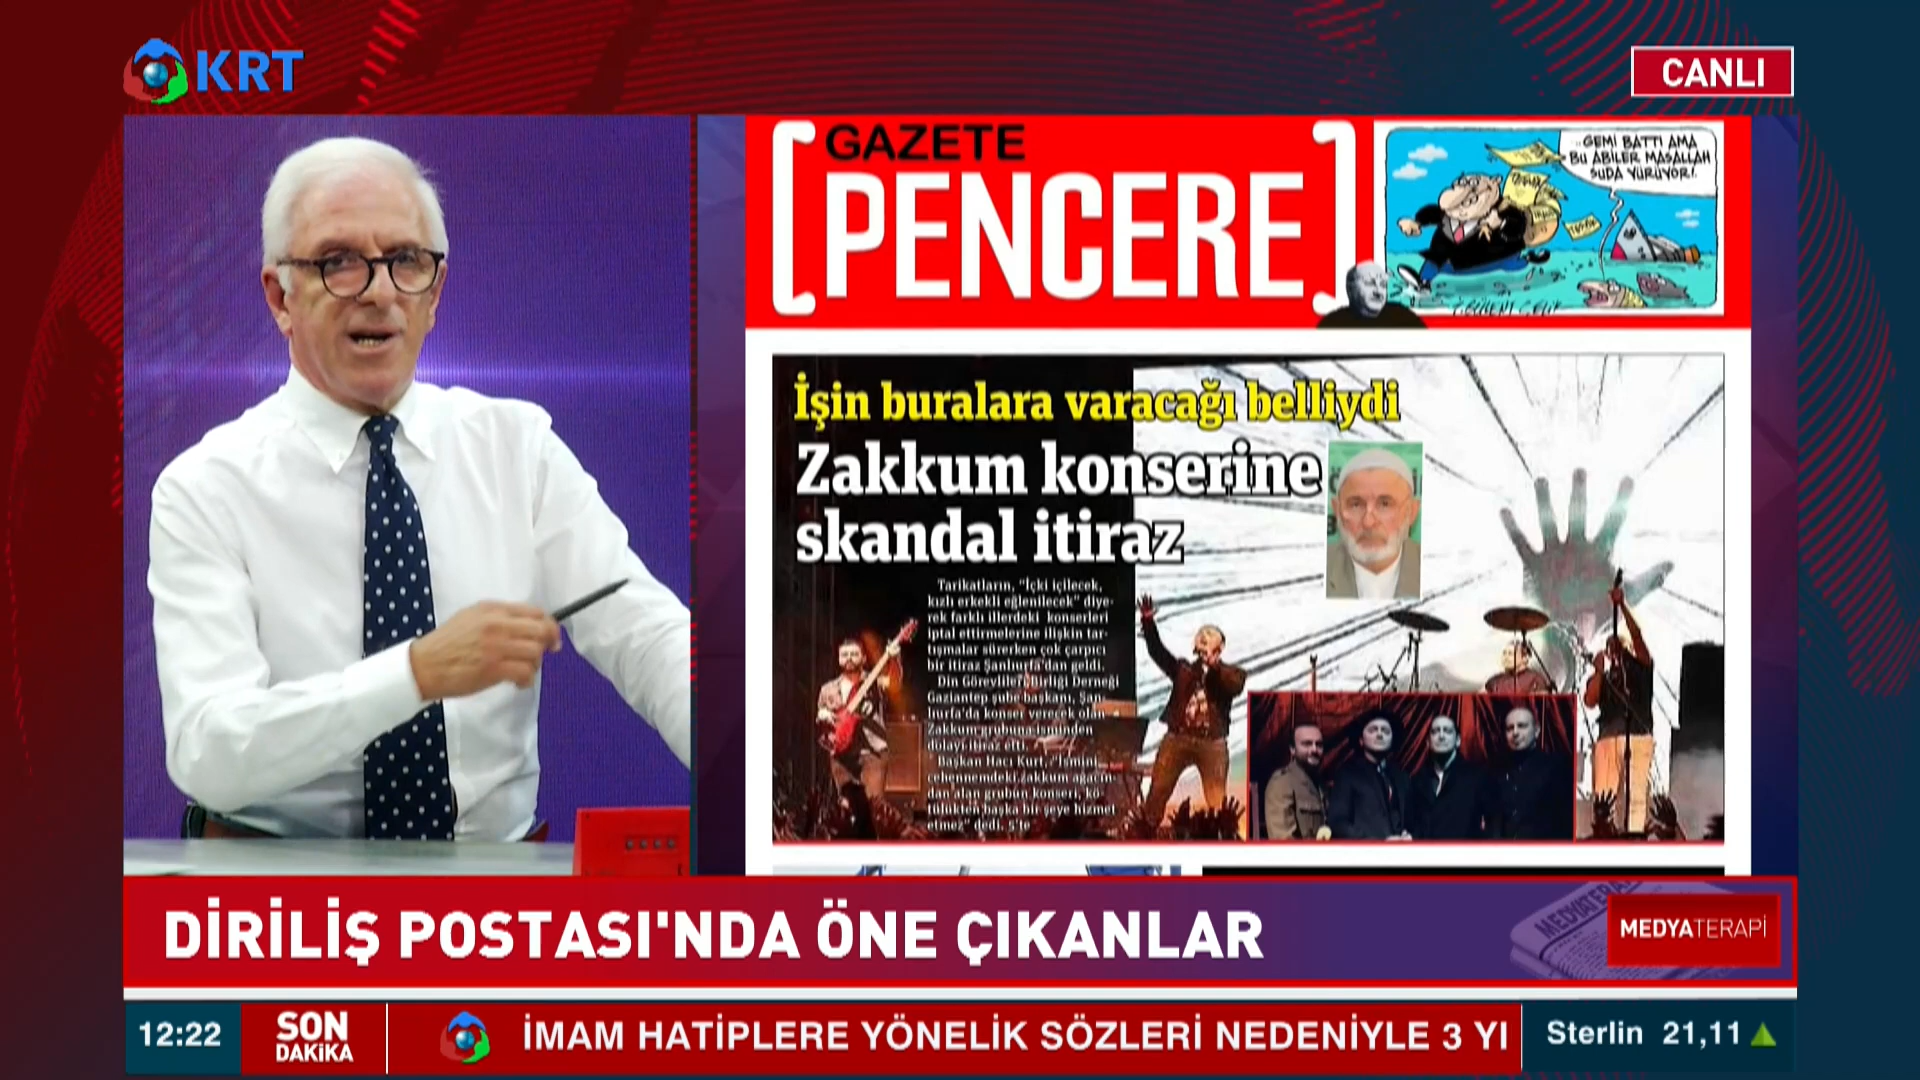 KRT
CANLI
GAZETE
PENCERE
GEMİ BATTI AMA
BU ABİLER MAŞALLAH
SUDA YÜRÜYOR!.
İşin buralara varacağı belliydi
Zakkum konserine
skandal itiraz
Tarikatların, "İçki içilecek,
kızlı erkekli eğlenilecek" diye-
rek farklı illerdeki konserleri
iptal ettirmelerine ilişkin tar-
tışmalar sürerken çok çarpıcı
bir itiraz Şanlıurfa'dan geldi.
Din Görevlileri Birliği Derneği
Gaziantep şube başkanı, Şan-
lıurfa'da konser verecek olan
Zakkum grubuna isminden
dolayı itiraz etti.
Başkan Hacı Kurt, "İsmini
cehennemdeki zakkum ağacın-
dan alan grubun konseri, kö-
tülükten başka bir şeye hizmet
etmez" dedi. 5'te
DİRİLİŞ POSTASI'NDA ÖNE ÇIKANLAR
MEDYATERAPİ
12:22
SON
DAKİKA
İMAM HATİPLERE YÖNELİK SÖZLERİ NEDENİYLE 3 YI
Sterlin 21,11